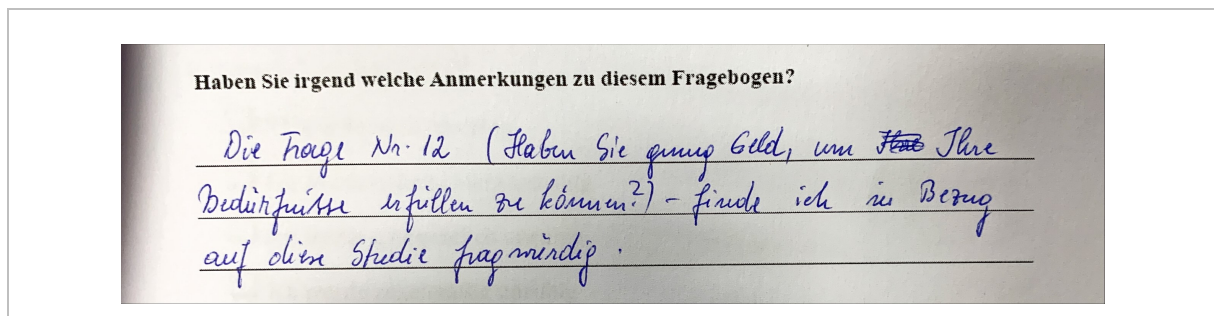 Haben Sie irgend welche Anmerkungen zu diesem Fragebogen?
Die Frage Nr. 12 (Haben Sie genug Geld, um Ihre
Bedürfnisse erfüllen zu können?) - finde ich in Bezug
auf diese Studie fragwürdig.